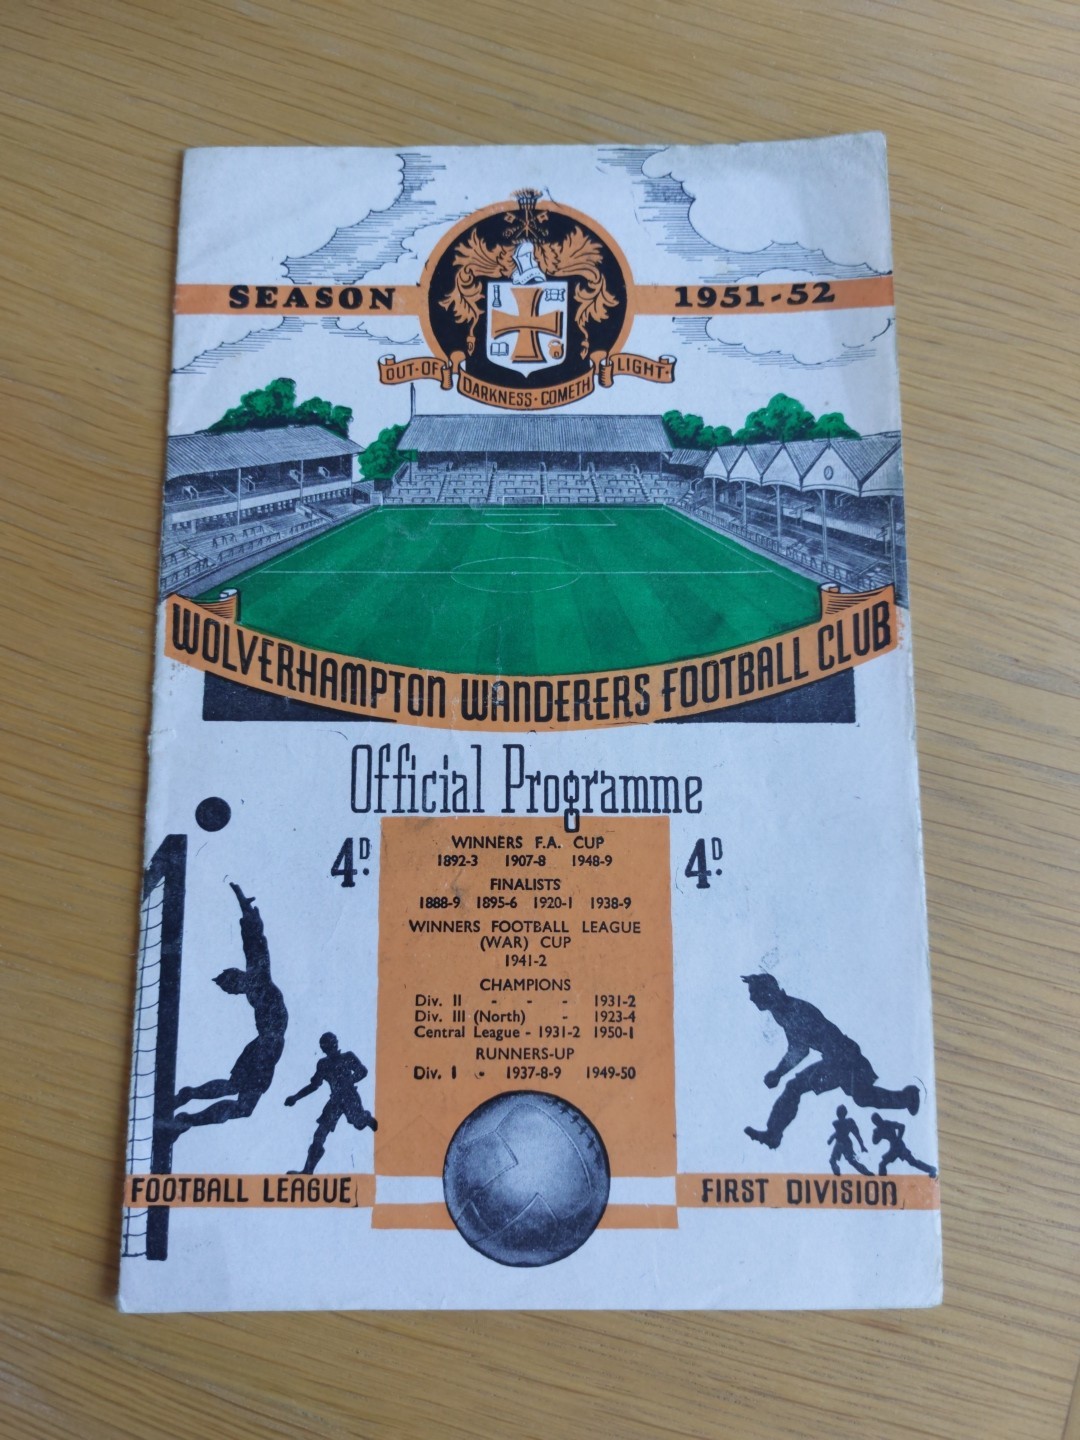 SEASON 1951-52
OUT·OF DARKNESS·COMETH LIGHT·
WOLVERHAMPTON WANDERERS FOOTBALL CLUB
Official Programme
4D. 4D.
WINNERS F.A. CUP
1892-3 1907-8 1948-9
FINALISTS
1888-9 1895-6 1920-1 1938-9
WINNERS FOOTBALL LEAGUE
(WAR) CUP
1941-2
CHAMPIONS
Div. II - - - 1931-2
Div. III (North) - 1923-4
Central League - 1931-2 1950-1
RUNNERS-UP
Div. I - 1937-8-9 1949-50
FOOTBALL LEAGUE FIRST DIVISION